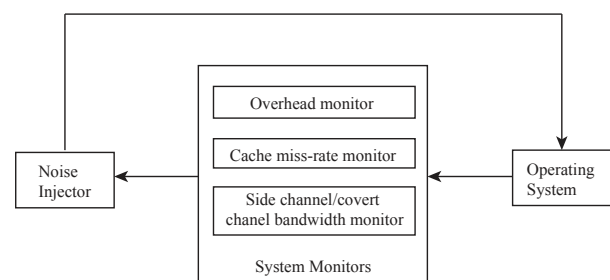 Overhead monitor
Cache miss-rate monitor
Side channel/covert
chanel bandwidth monitor
System Monitors
Noise
Injector
Operating
System